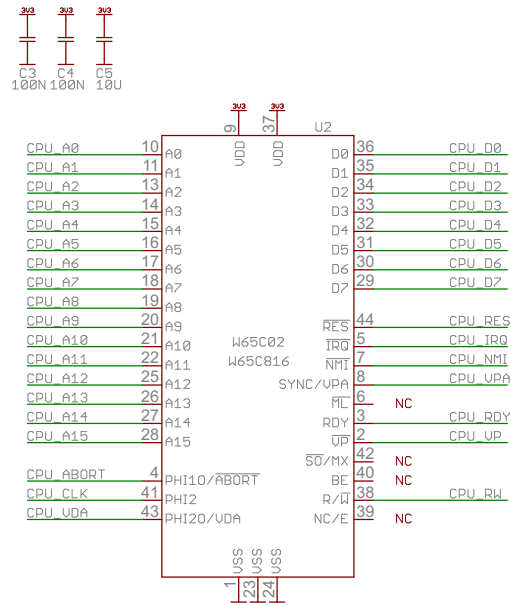 3V3 3V3 3V3
C3 C4 C5
100N 100N 10U
3V3 3V3
9 37 U2
VDD VDD
CPU_A0 10 A0 D0 36 CPU_D0
CPU_A1 11 A1 D1 35 CPU_D1
CPU_A2 13 A2 D2 34 CPU_D2
CPU_A3 14 A3 D3 33 CPU_D3
CPU_A4 15 A4 D4 32 CPU_D4
CPU_A5 16 A5 D5 31 CPU_D5
CPU_A6 17 A6 D6 30 CPU_D6
CPU_A7 18 A7 D7 29 CPU_D7
CPU_A8 19 A8
CPU_A9 20 A9 RES 44 CPU_RES
CPU_A10 21 A10 W65C02 IRQ 5 CPU_IRQ
CPU_A11 22 A11 W65C816 NMI 7 CPU_NMI
CPU_A12 25 A12 SYNC/VPA 8 CPU_VPA
CPU_A13 26 A13 ML 6 NC
CPU_A14 27 A14 RDY 3 CPU_RDY
CPU_A15 28 A15 VP 2 CPU_VP
SO/MX 42 NC
CPU_ABORT 4 PHI1O/ABORT BE 40 NC
CPU_CLK 41 PHI2 R/W 38 CPU_RW
CPU_VDA 43 PHI2O/VDA NC/E 39 NC
VSS VSS VSS
1 23 24